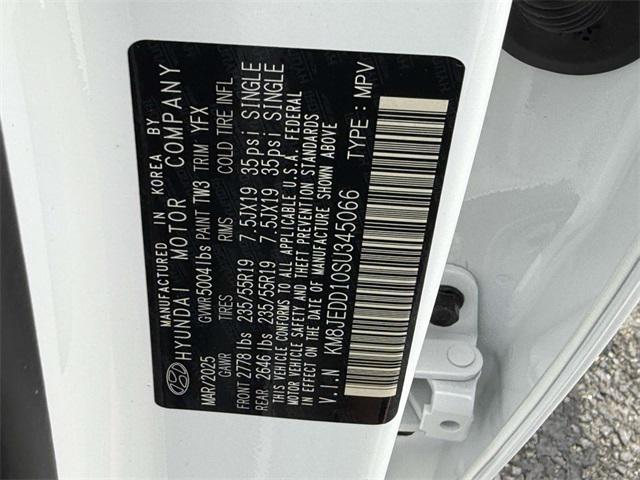 MANUFACTURED IN KOREA BY
HYUNDAI MOTOR COMPANY
MAR/2025 GVWR 5004 lbs PAINT TW3 TRIM YFX
GAWR TIRES RIMS COLD TIRE INFL.
FRONT 2778 lbs 235/55R19 7.5JX19 35psi SINGLE
REAR 2646 lbs 235/55R19 7.5JX19 35psi SINGLE
THIS VEHICLE CONFORMS TO ALL APPLICABLE U.S.A. FEDERAL
MOTOR VEHICLE SAFETY AND THEFT PREVENTION STANDARDS
IN EFFECT ON THE DATE OF MANUFACTURE SHOWN ABOVE
V.I.N KM8JEDD10SU345066 TYPE : MPV